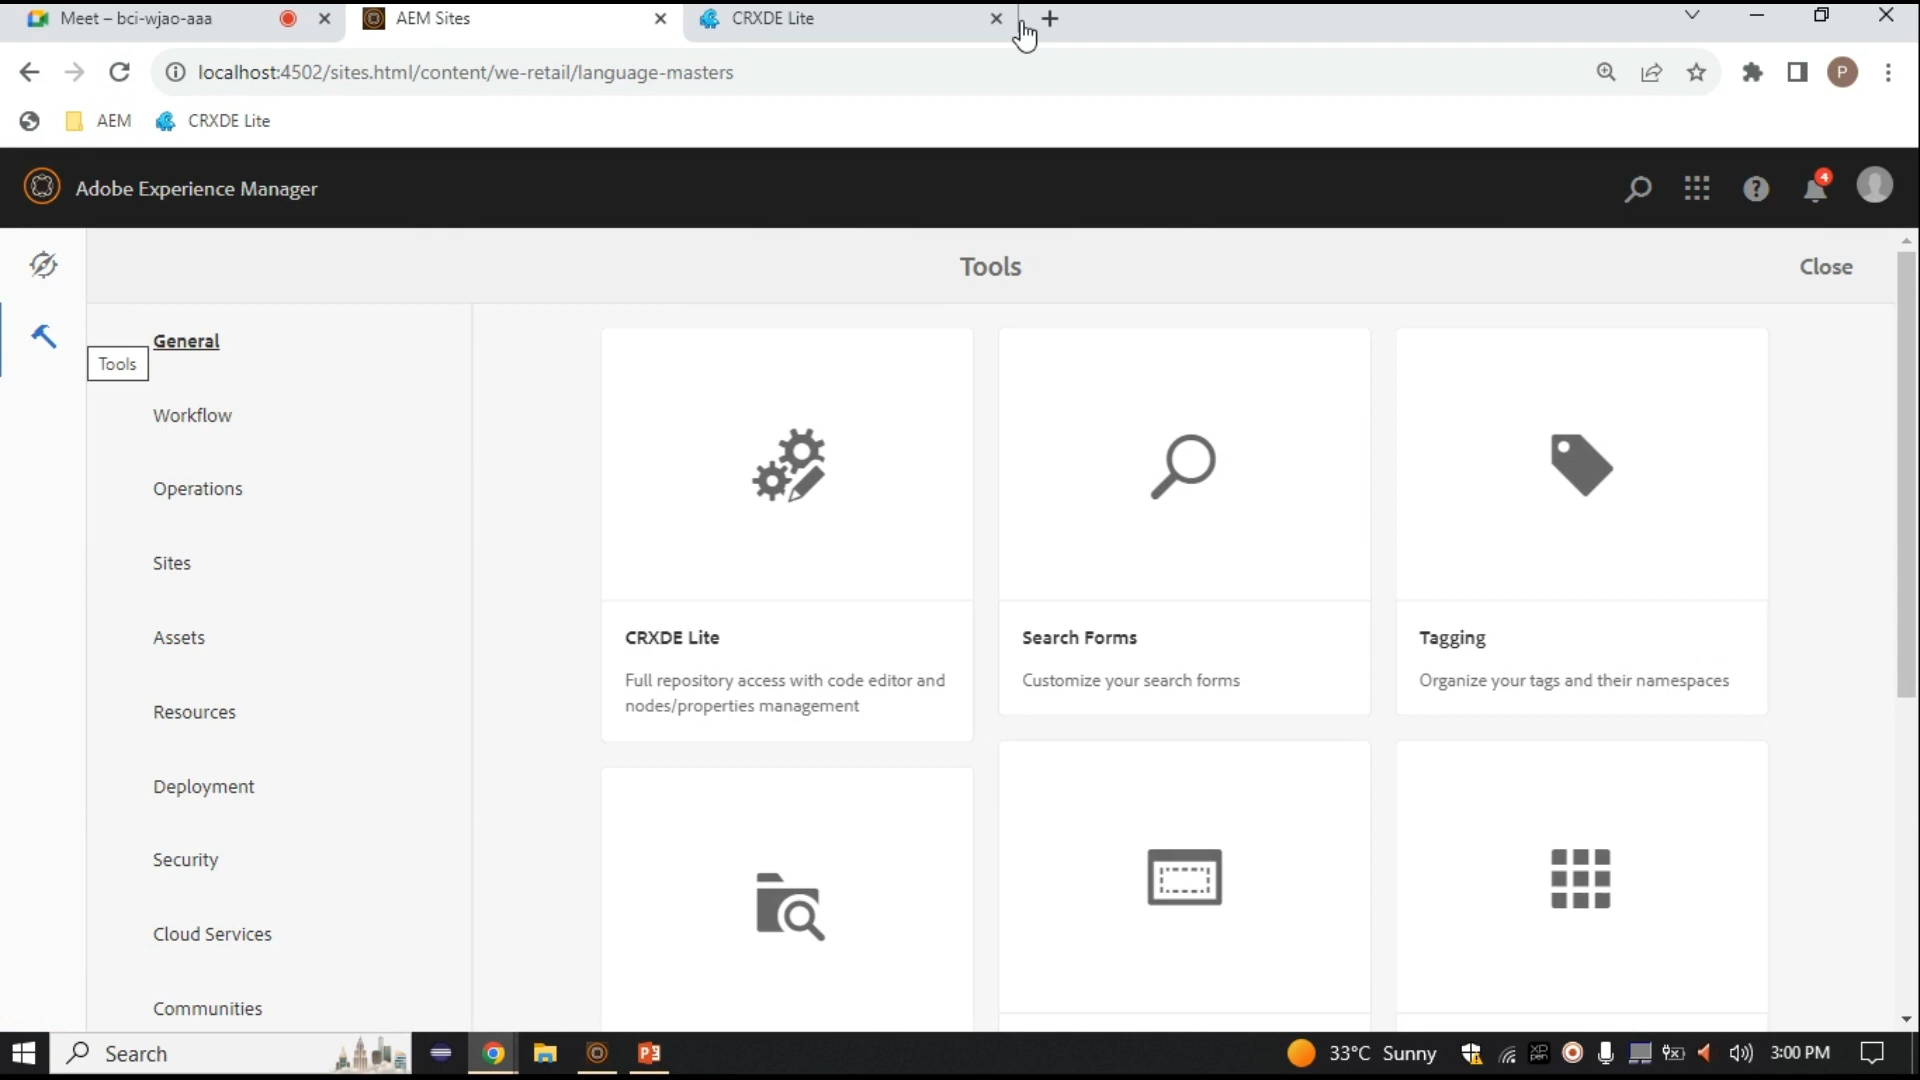 Meet – bci-wjao-aaa
AEM Sites
CRXDE Lite
localhost:4502/sites.html/content/we-retail/language-masters
P
AEM
CRXDE Lite
Adobe Experience Manager
4
Tools
Close
General
Tools
Workflow
Operations
Sites
Assets
Resources
Deployment
Security
Cloud Services
Communities
CRXDE Lite
Full repository access with code editor and
nodes/properties management
Search Forms
Customize your search forms
Tagging
Organize your tags and their namespaces
Search
33°C Sunny
3:00 PM